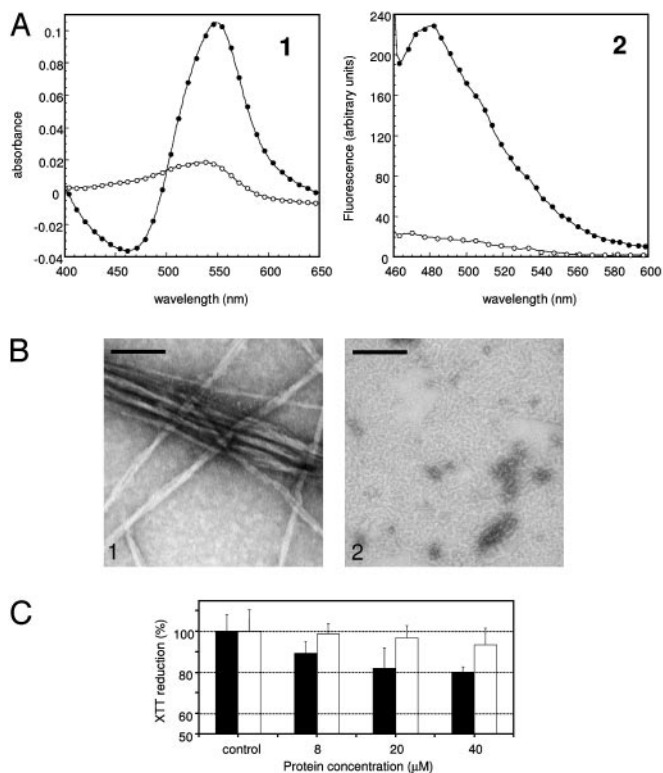 A
1
0.1
0.08
0.06
0.04
0.02
0
-0.02
-0.04
absorbance
400 450 500 550 600 650
wavelength (nm)
2
240
200
160
120
80
40
0
Fluorescence (arbitrary units)
460 480 500 520 540 560 580 600
wavelength (nm)
B
1
2
C
100
80
60
50
XTT reduction (%)
control 8 20 40
Protein concentration (μM)